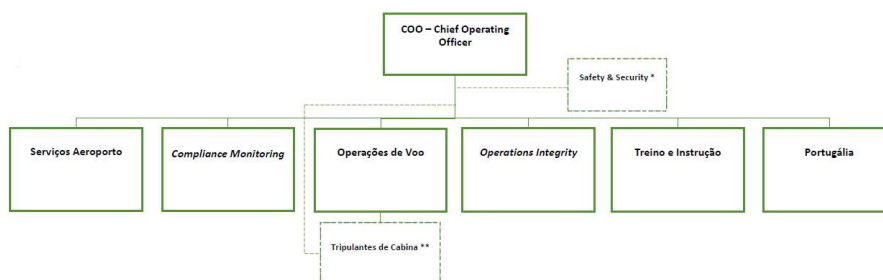 COO – Chief Operating
Officer
Safety & Security *
Serviços Aeroporto
Compliance Monitoring
Operações de Voo
Operations Integrity
Treino e Instrução
Portugália
Tripulantes de Cabina **